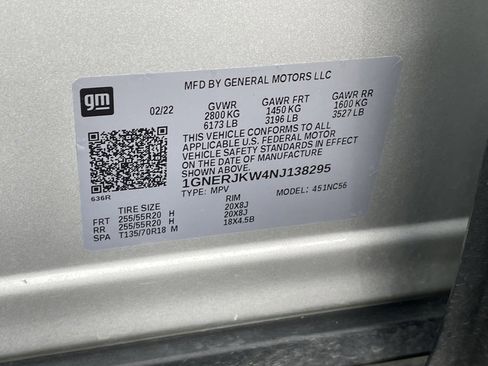 gm
MFD BY GENERAL MOTORS LLC
02/22 GVWR GAWR FRT GAWR RR
2800 KG 1450 KG 1600 KG
6173 LB 3196 LB 3527 LB
THIS VEHICLE CONFORMS TO ALL
APPLICABLE U.S. FEDERAL MOTOR
VEHICLE SAFETY STANDARDS IN EFFECT
ON THE DATE OF MANUFACTURE
SHOWN ABOVE.
1GNERJKW4NJ138295
TYPE: MPV MODEL: 451NC56
636R
TIRE SIZE RIM
FRT 255/55R20 H 20X8J
RR 255/55R20 H 20X8J
SPA T135/70R18 M 18X4.5B